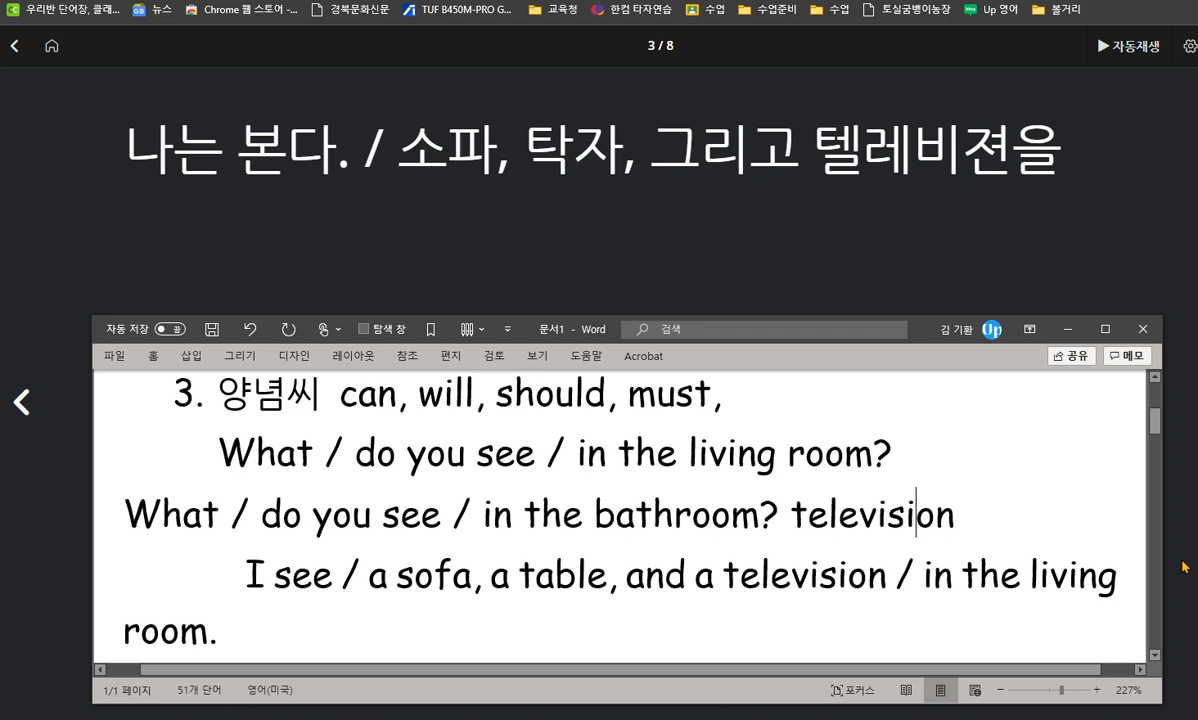 우리반 단어장, 클래... 뉴스 Chrome 웹 스토어 -... 경북문화신문 TUF B450M-PRO G... 교육청 한컴 타자연습 수업 수업준비 수업 토실굼벵이농장 Up 영어 볼거리
3 / 8 자동재생
나는 본다. / 소파, 탁자, 그리고 텔레비젼을
자동 저장 끔 탐색 창 문서1 - Word 검색 김 기환 Up
파일 홈 삽입 그리기 디자인 레이아웃 참조 편지 검토 보기 도움말 Acrobat 공유 메모
3. 양념씨 can, will, should, must,
What / do you see / in the living room?
What / do you see / in the bathroom? television
I see / a sofa, a table, and a television / in the living
room.
1/1 페이지 51개 단어 영어(미국) 포커스 227%